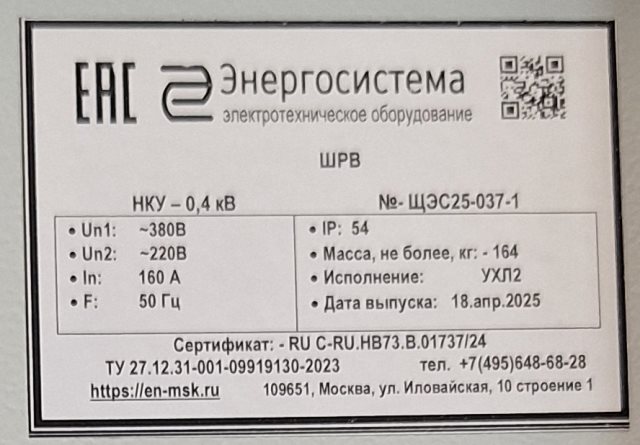 EAC Энергосистема
электротехническое оборудование
ШРВ
НКУ – 0,4 кВ №- ЩЭС25-037-1
• Un1: ~380В • IP: 54
• Un2: ~220В • Масса, не более, кг: - 164
• In: 160 А • Исполнение: УХЛ2
• F: 50 Гц • Дата выпуска: 18.апр.2025
Сертификат: - RU C-RU.НВ73.В.01737/24
ТУ 27.12.31-001-09919130-2023 тел. +7(495)648-68-28
https://en-msk.ru 109651, Москва, ул. Иловайская, 10 строение 1